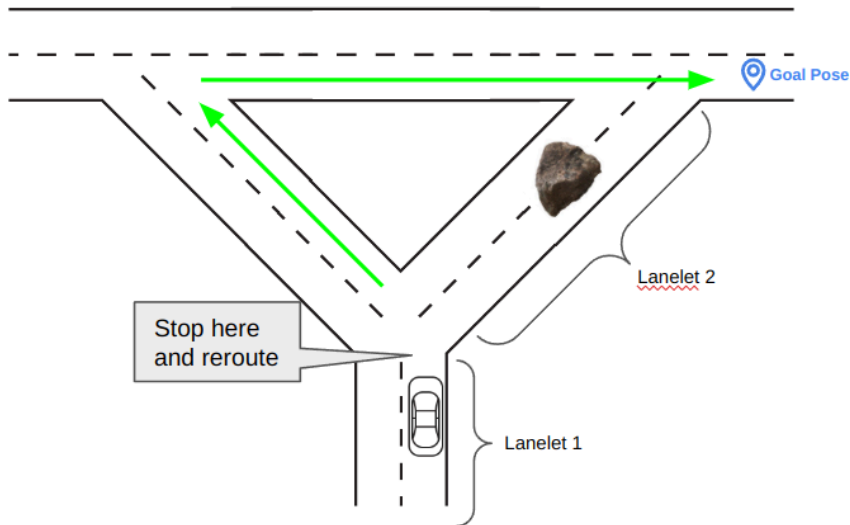 Goal Pose
Lanelet 2
Stop here
and reroute
Lanelet 1